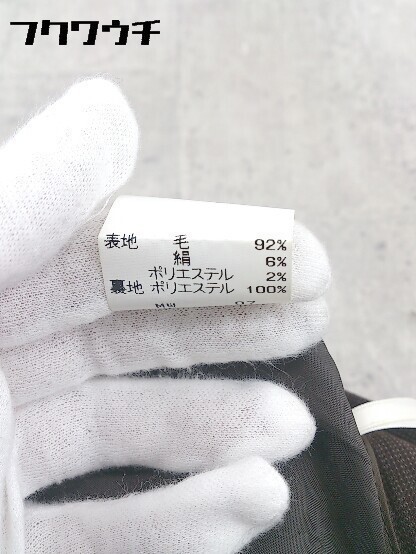 フクワウチ
表地 毛 92%
絹 6%
ポリエステル 2%
裏地 ポリエステル 100%